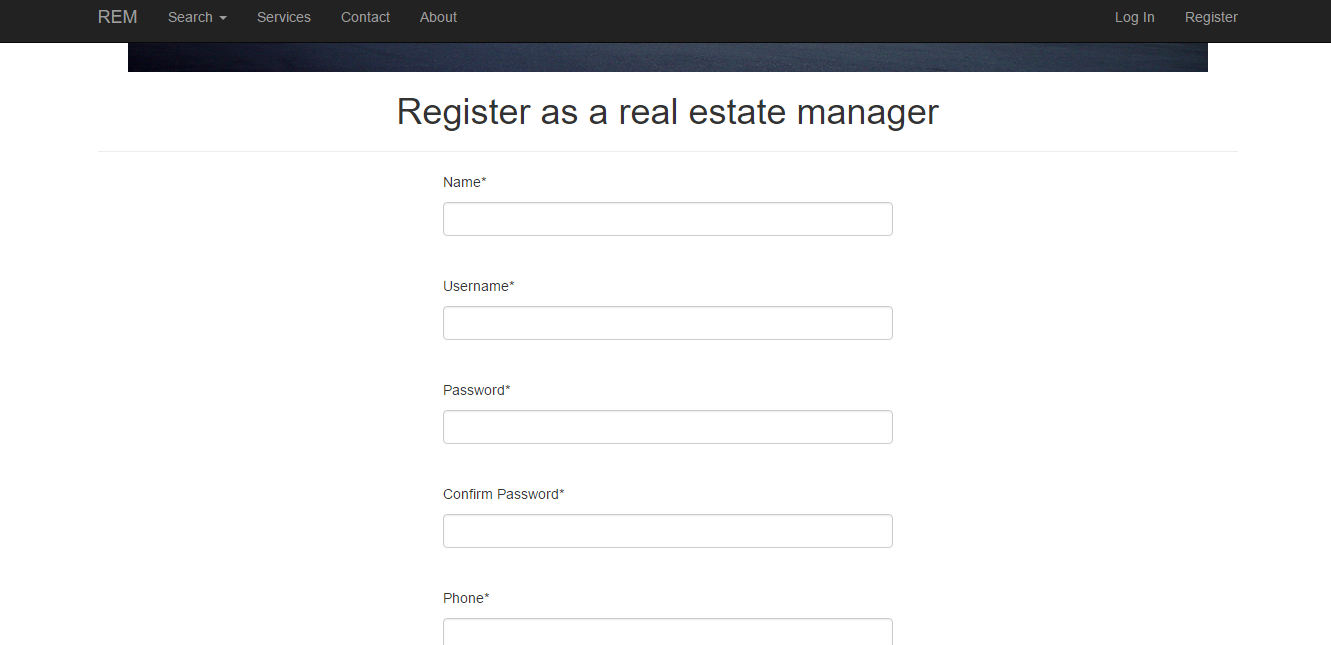 REM Search Services Contact About Log In Register
Register as a real estate manager
Name*
Username*
Password*
Confirm Password*
Phone*